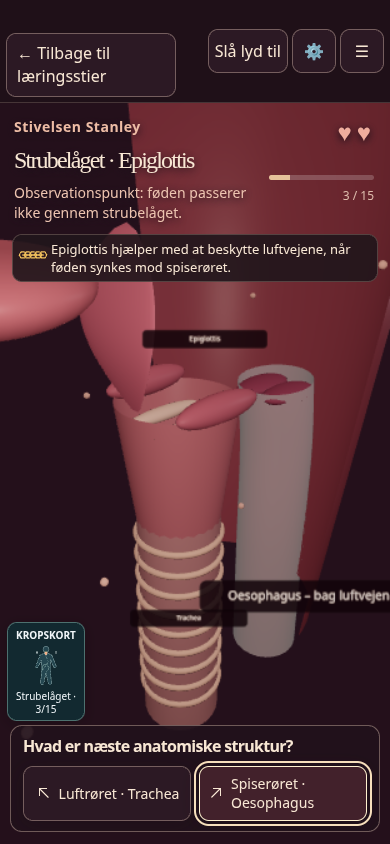 ← Tilbage til
læringsstier
Slå lyd til
Stivelsen Stanley
Strubelåget · Epiglottis
Observationspunkt: føden passerer
ikke gennem strubelåget.
3 / 15
Epiglottis hjælper med at beskytte luftvejene, når
føden synkes mod spiserøret.
Epiglottis
Oesophagus – bag luftvejen
Trachea
KROPSKORT
Strubelåget ·
3/15
Hvad er næste anatomiske struktur?
↖ Luftrøret · Trachea
↗ Spiserøret ·
Oesophagus